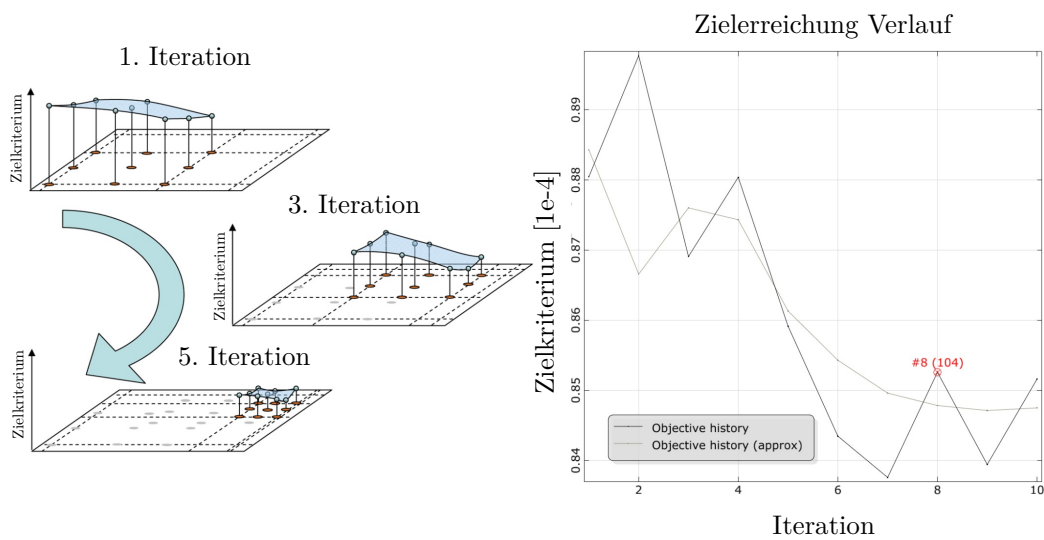 1. Iteration
Zielkriterium
3. Iteration
Zielkriterium
5. Iteration
Zielkriterium
Zielerreichung Verlauf
Zielkriterium [1e-4]
0.89
0.88
0.87
0.86
0.85
0.84
#8 (104)
Objective history
Objective history (approx)
2
4
6
8
10
Iteration